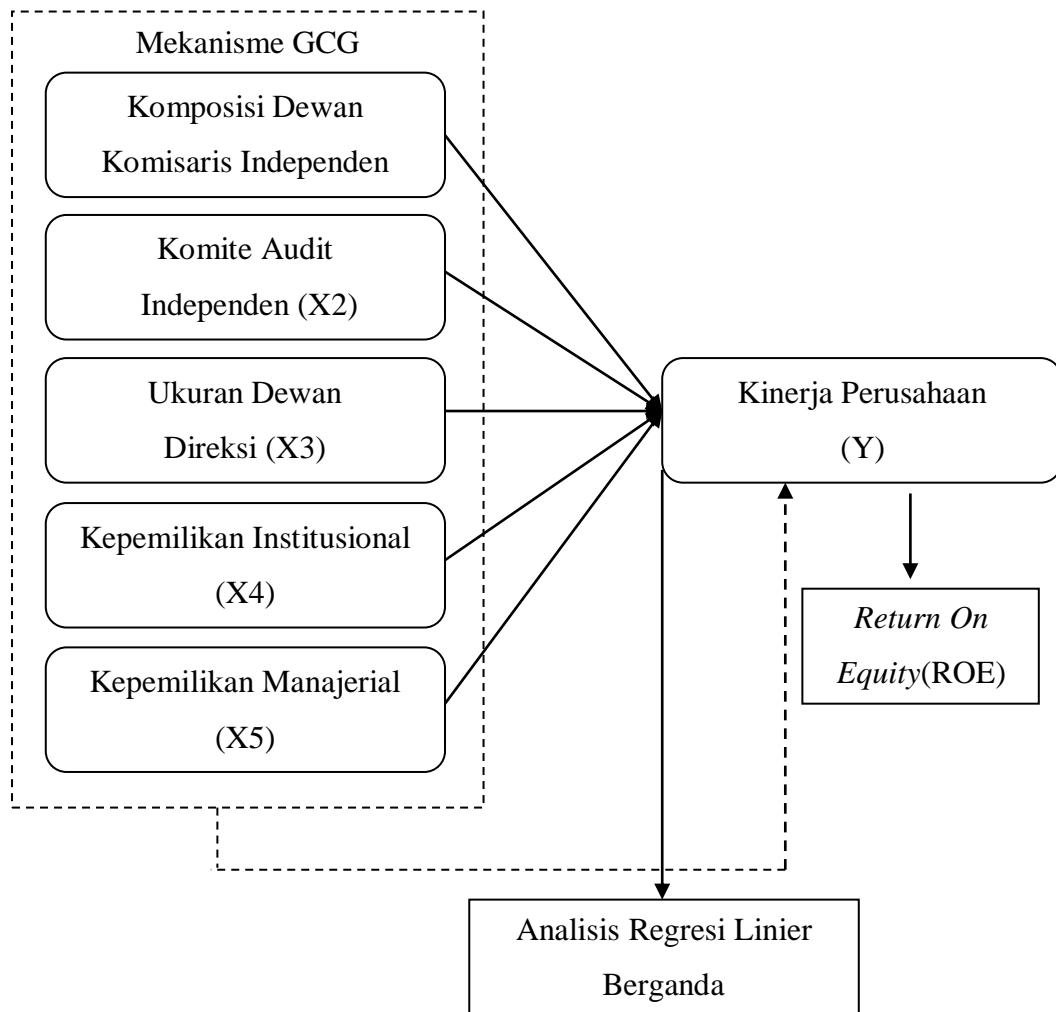 Mekanisme GCG
Komposisi Dewan
Komisaris Independen
Komite Audit
Independen (X2)
Ukuran Dewan
Direksi (X3)
Kepemilikan Institusional
(X4)
Kepemilikan Manajerial
(X5)
Kinerja Perusahaan
(Y)
Return On
Equity(ROE)
Analisis Regresi Linier
Berganda